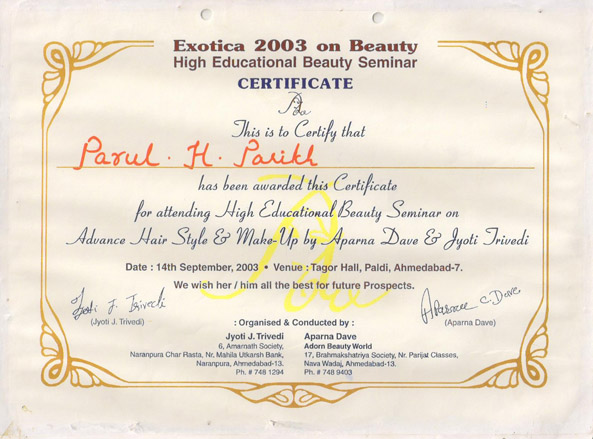 Exotica 2003 on Beauty
High Educational Beauty Seminar
CERTIFICATE
This is to Certify that
Parul. H. Parikh
has been awarded this Certificate
for attending High Educational Beauty Seminar on
Advance Hair Style & Make-Up by Aparna Dave & Jyoti Trivedi
Date : 14th September, 2003 • Venue : Tagor Hall, Paldi, Ahmedabad-7.
We wish her / him all the best for future Prospects.
Jyoti J. Trivedi
(Jyoti J. Trivedi)
Aparna C. Dave
(Aparna Dave)
: Organised & Conducted by :
Jyoti J. Trivedi
6, Amarnath Society,
Naranpura Char Rasta, Nr. Mahila Utkarsh Bank,
Naranpura, Ahmedabad-13.
Ph. # 748 1294
Aparna Dave
Adorn Beauty World
17, Brahmakshatriya Society, Nr. Parijat Classes,
Nava Wadaj, Ahmedabad-13.
Ph. # 748 9403